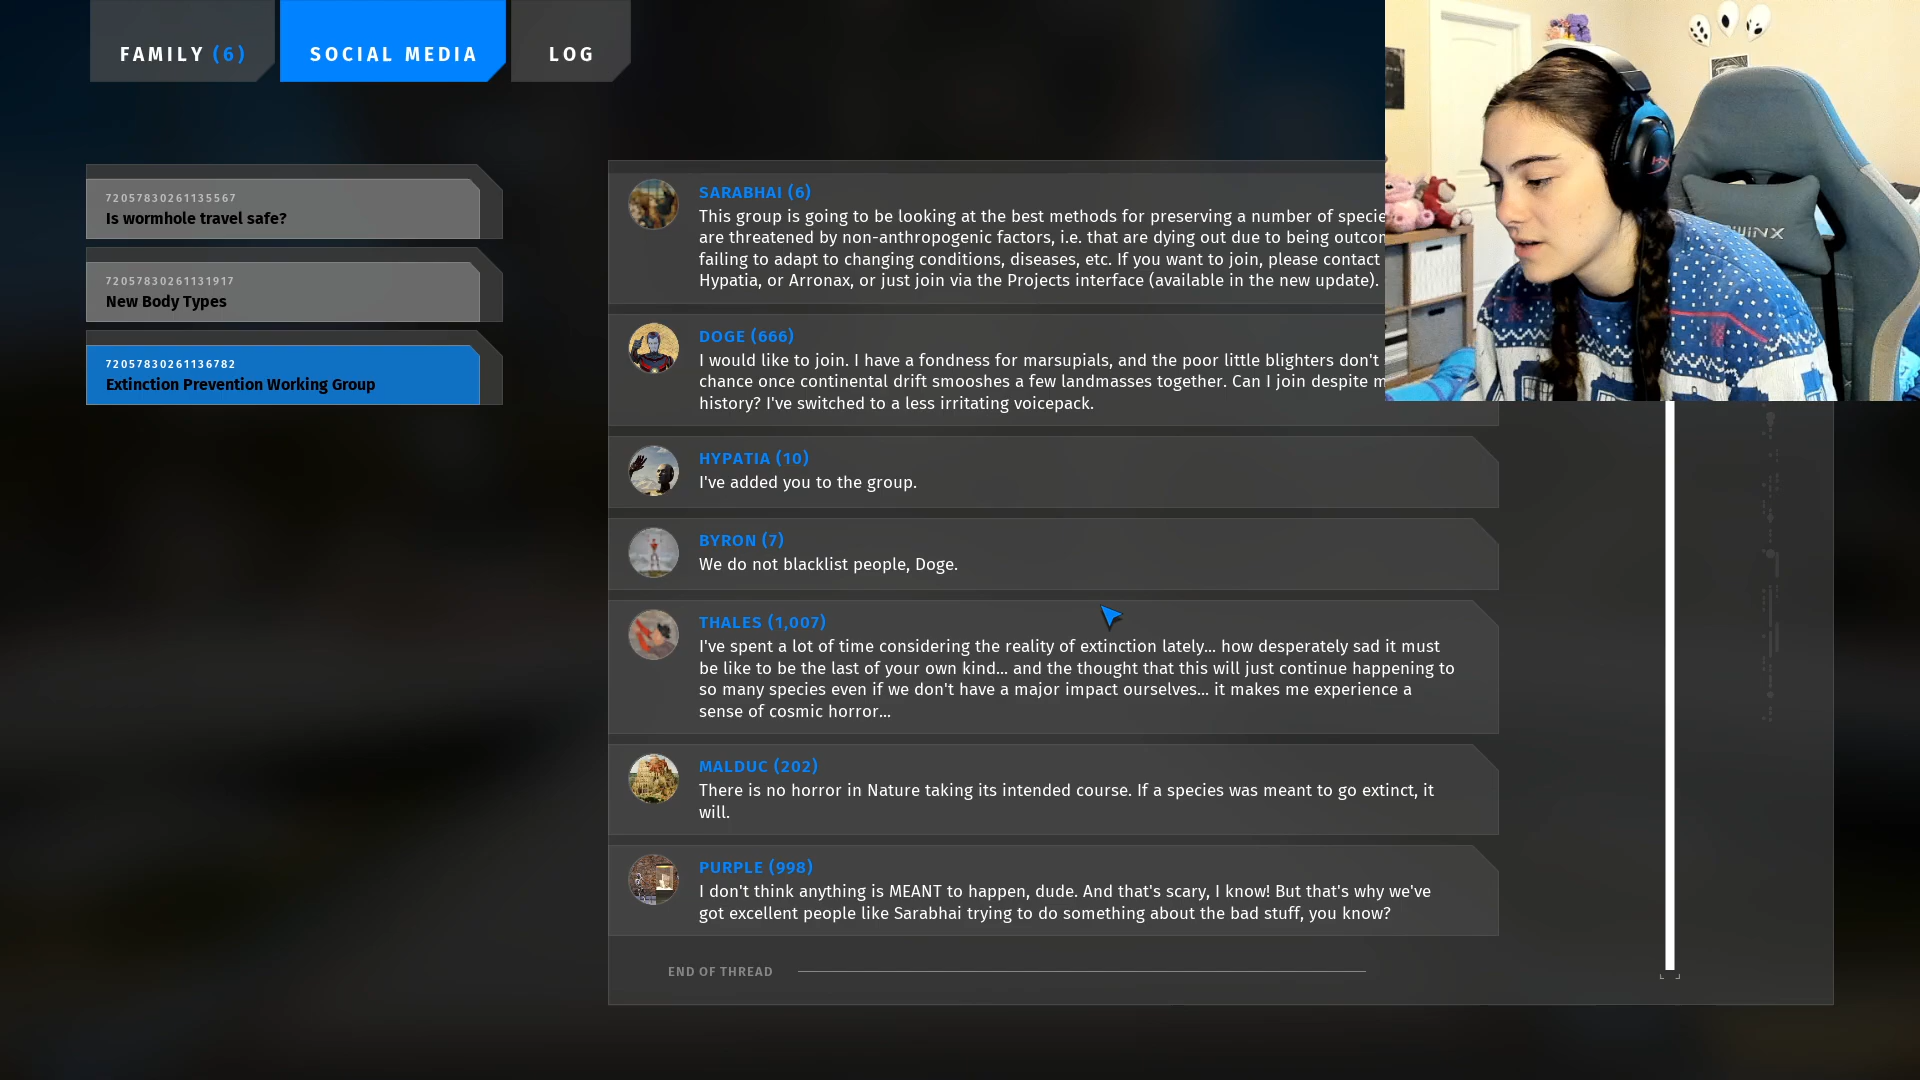 FAMILY (6)
SOCIAL MEDIA
LOG
72057830261135567
Is wormhole travel safe?
72057830261131917
New Body Types
72057830261136782
Extinction Prevention Working Group
SARABHAI (6)
This group is going to be looking at the best methods for preserving a number of specie
are threatened by non-anthropogenic factors, i.e. that are dying out due to being outcom
failing to adapt to changing conditions, diseases, etc. If you want to join, please contact
Hypatia, or Arronax, or just join via the Projects interface (available in the new update).
DOGE (666)
I would like to join. I have a fondness for marsupials, and the poor little blighters don't
chance once continental drift smooshes a few landmasses together. Can I join despite m
history? I've switched to a less irritating voicepack.
HYPATIA (10)
I've added you to the group.
BYRON (7)
We do not blacklist people, Doge.
THALES (1,007)
I've spent a lot of time considering the reality of extinction lately... how desperately sad it must
be like to be the last of your own kind... and the thought that this will just continue happening to
so many species even if we don't have a major impact ourselves... it makes me experience a
sense of cosmic horror...
MALDUC (202)
There is no horror in Nature taking its intended course. If a species was meant to go extinct, it
will.
PURPLE (998)
I don't think anything is MEANT to happen, dude. And that's scary, I know! But that's why we've
got excellent people like Sarabhai trying to do something about the bad stuff, you know?
END OF THREAD